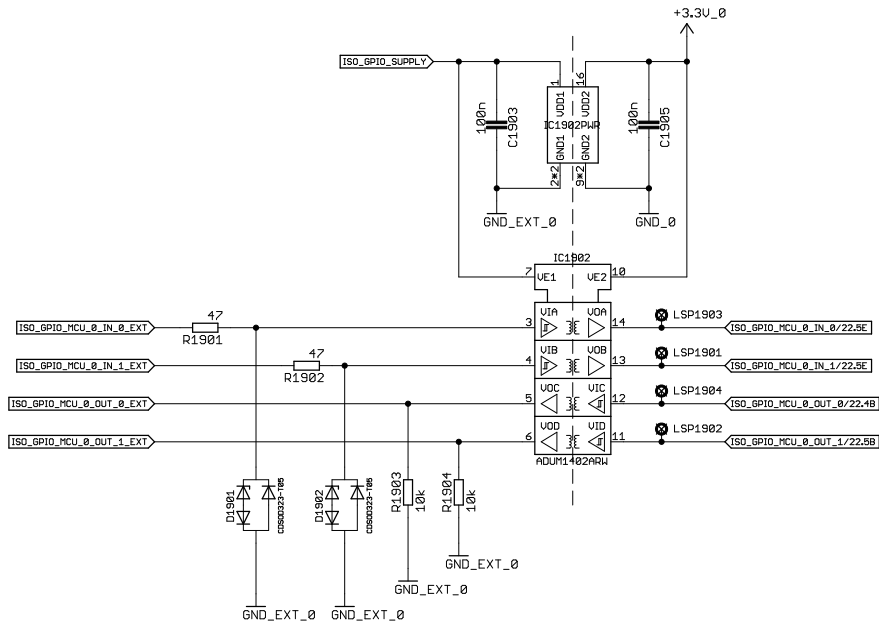 +3.3V_0
ISO_GPIO_SUPPLY
1
16
VDD1
VDD2
100n
C1903
IC1902PWR
100n
C1905
GND1
GND2
2*2
9*2
GND_EXT_0
GND_0
IC1902
7
VE1
VE2
10
ISO_GPIO_MCU_0_IN_0_EXT
47
R1901
3
VIA
VOA
14
LSP1903
ISO_GPIO_MCU_0_IN_0/22.5E
ISO_GPIO_MCU_0_IN_1_EXT
47
R1902
4
VIB
VOB
13
LSP1901
ISO_GPIO_MCU_0_IN_1/22.5E
ISO_GPIO_MCU_0_OUT_0_EXT
5
VOC
VIC
12
LSP1904
ISO_GPIO_MCU_0_OUT_0/22.4B
ISO_GPIO_MCU_0_OUT_1_EXT
6
VOD
VID
11
LSP1902
ISO_GPIO_MCU_0_OUT_1/22.5B
ADUM1402ARW
D1901
CDSOD323-T05
D1902
CDSOD323-T05
R1903
10k
R1904
10k
GND_EXT_0
GND_EXT_0
GND_EXT_0
GND_EXT_0